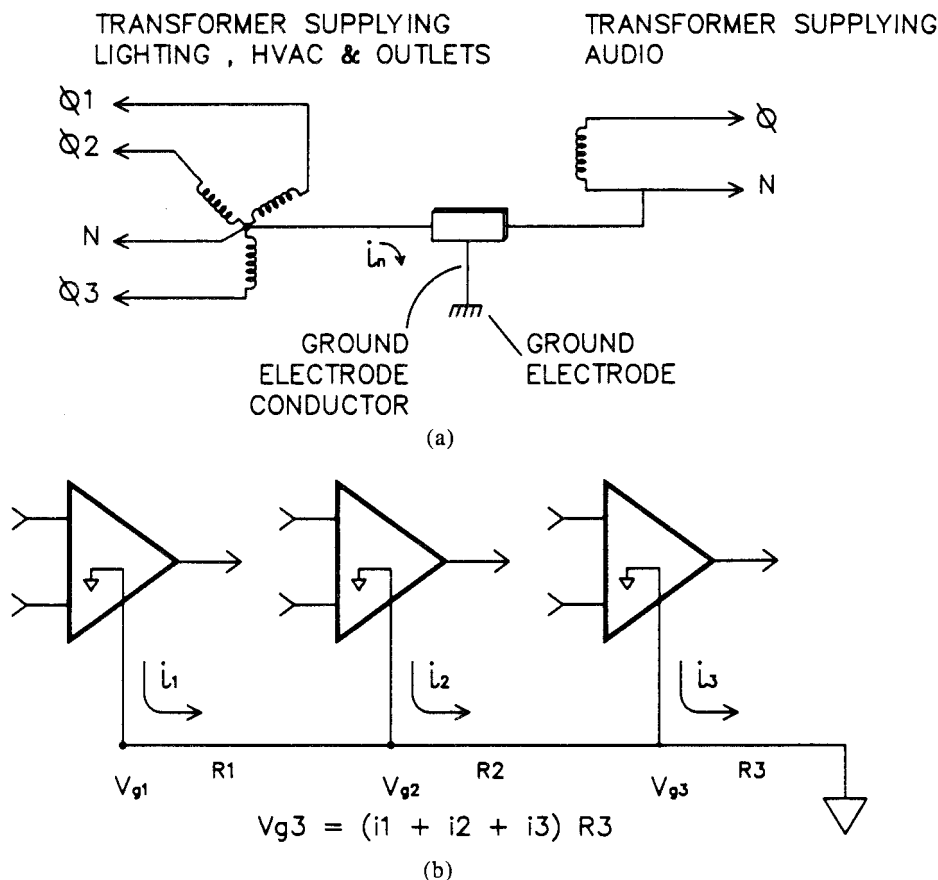 TRANSFORMER SUPPLYING
LIGHTING , HVAC & OUTLETS
TRANSFORMER SUPPLYING
AUDIO
Ø1
Ø2
N
Ø3
Ø
N
in
GROUND
ELECTRODE
CONDUCTOR
GROUND
ELECTRODE
(a)
i1
i2
i3
R1
R2
R3
Vg1
Vg2
Vg3
Vg3 = (i1 + i2 + i3) R3
(b)